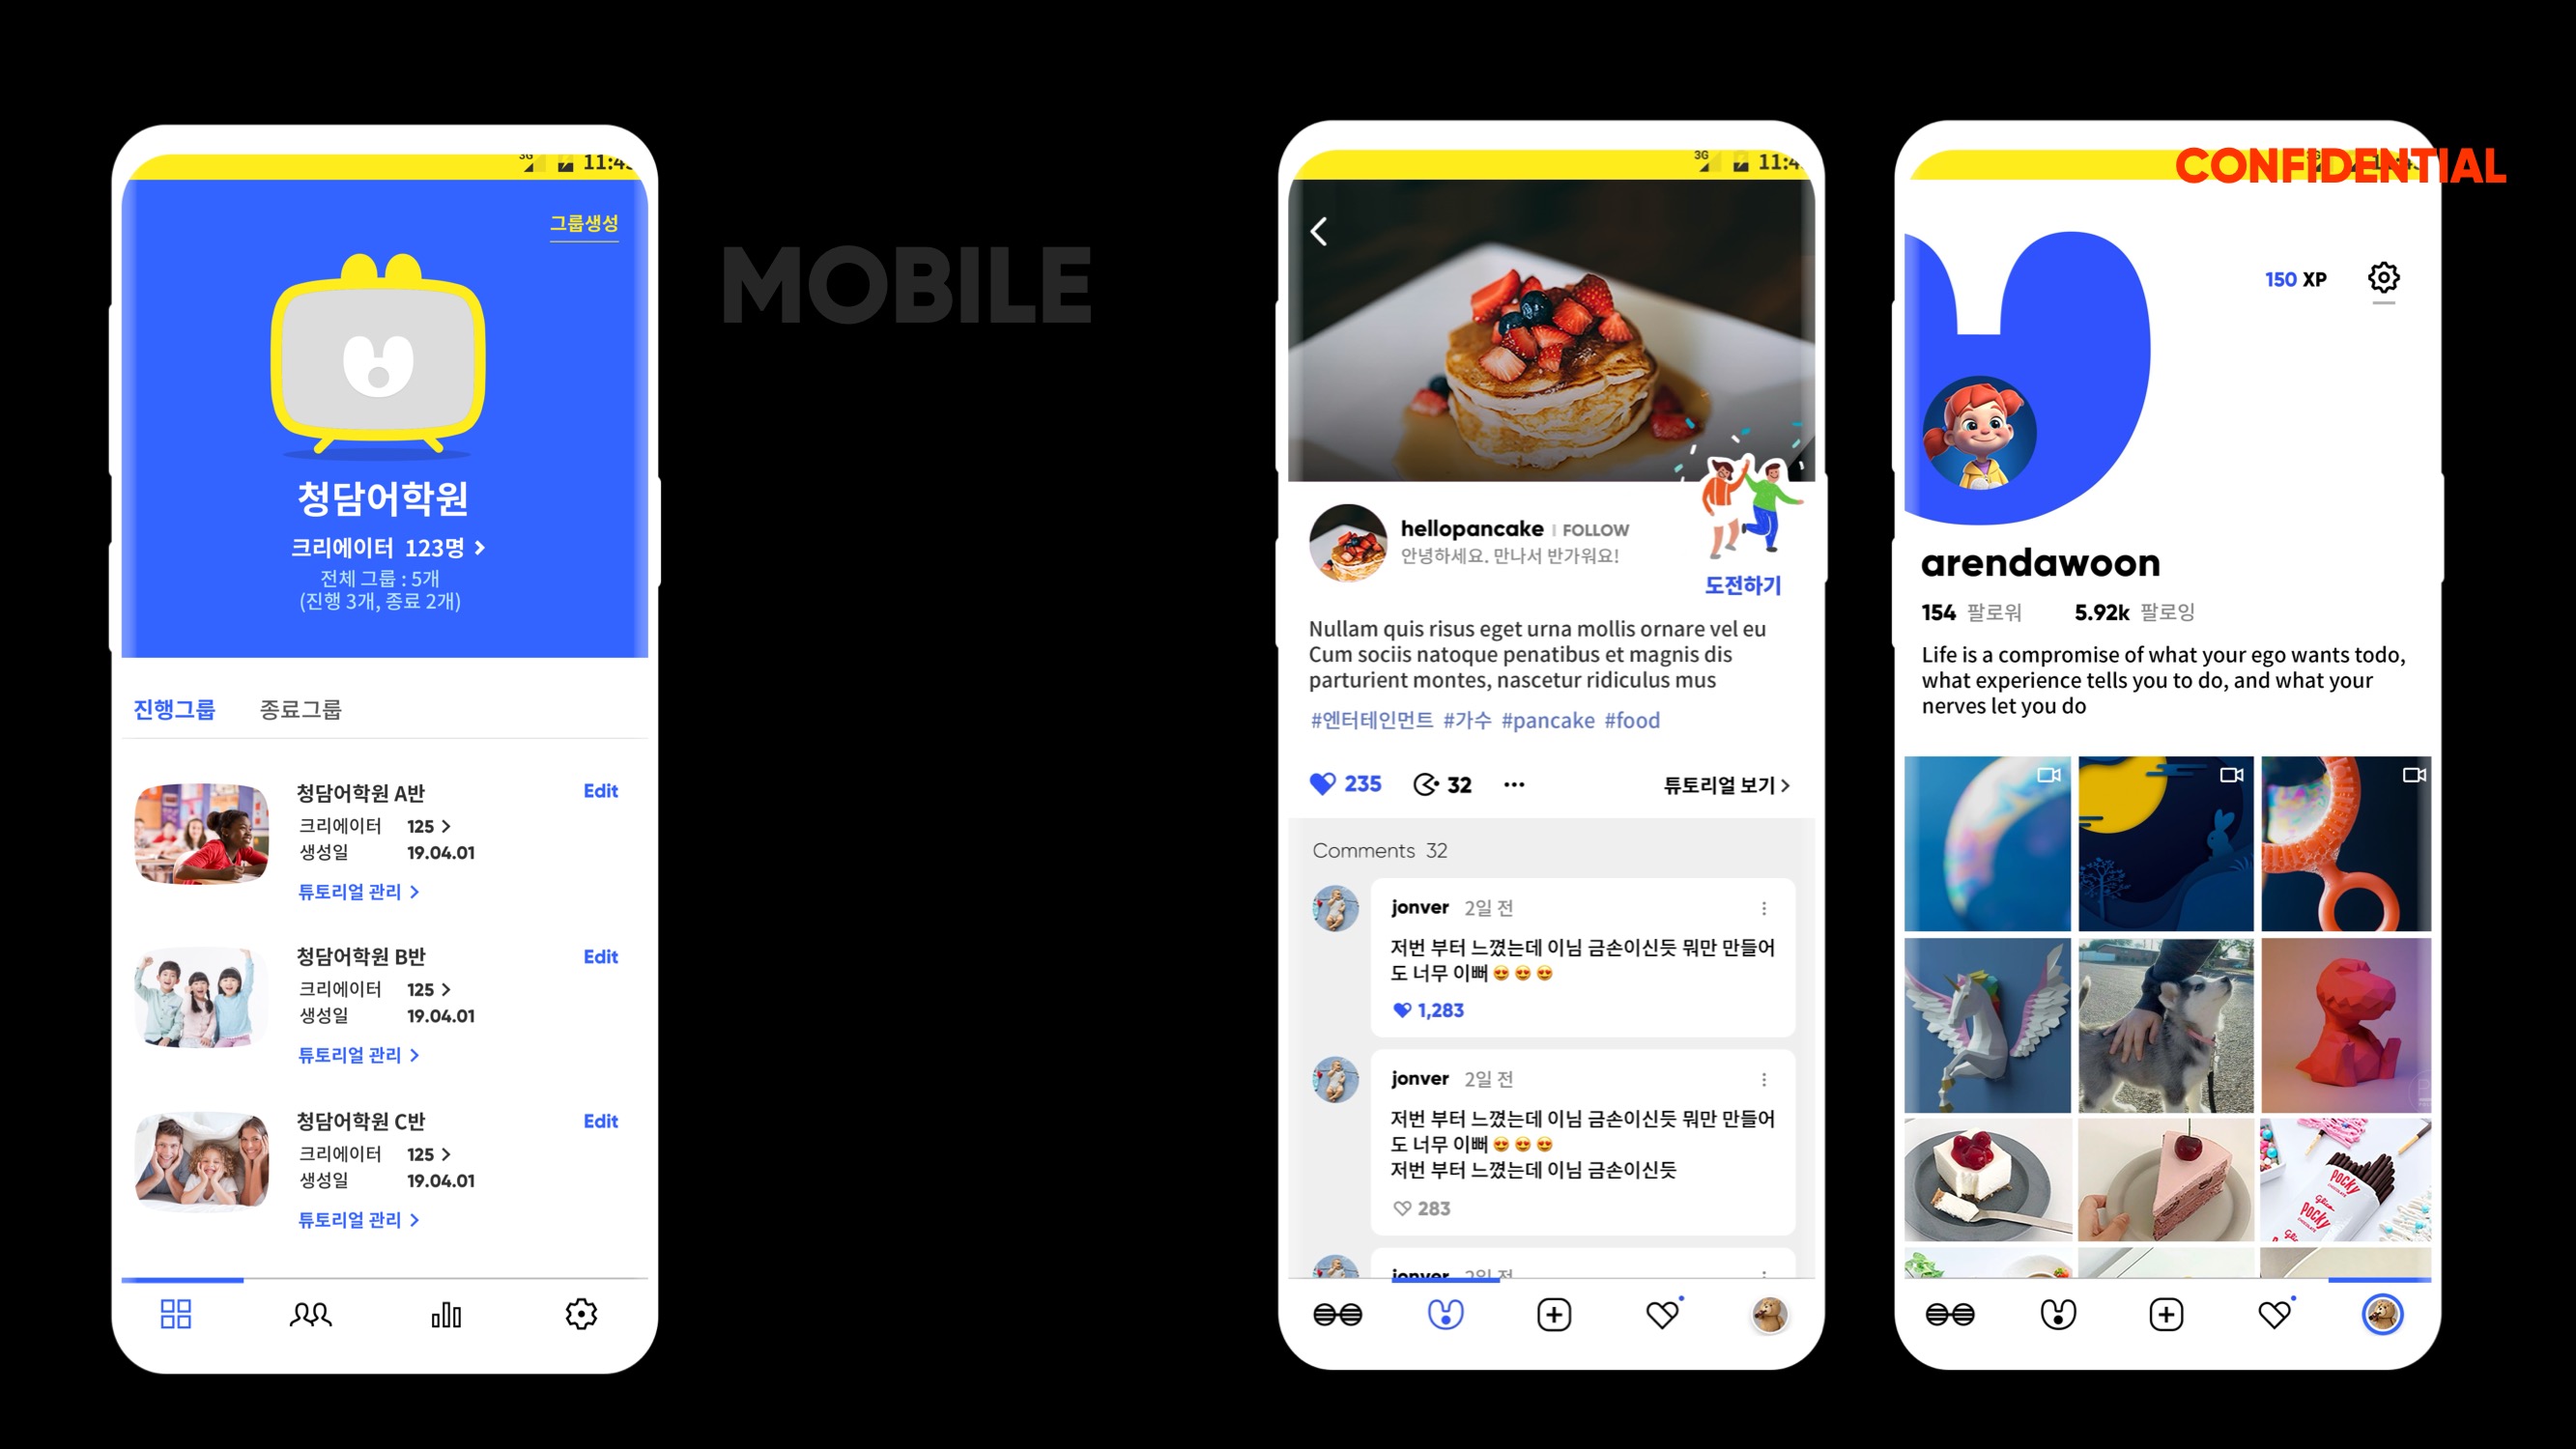 3G 11:4
그룹생성
청담어학원
크리에이터 123명 >
전체 그룹 : 5개
(진행 3개, 종료 2개)
진행그룹 종료그룹
청담어학원 A반 Edit
크리에이터 125 >
생성일 19.04.01
튜토리얼 관리 >
청담어학원 B반 Edit
크리에이터 125 >
생성일 19.04.01
튜토리얼 관리 >
청담어학원 C반 Edit
크리에이터 125 >
생성일 19.04.01
튜토리얼 관리 >
MOBILE
3G 11:4
hellopancake | FOLLOW
안녕하세요. 만나서 반가워요!
도전하기
Nullam quis risus eget urna mollis ornare vel eu
Cum sociis natoque penatibus et magnis dis
parturient montes, nascetur ridiculus mus
#엔터테인먼트 #가수 #pancake #food
235 32 ••• 튜토리얼 보기 >
Comments 32
jonver 2일 전
저번 부터 느꼈는데 이님 금손이신듯 뭐만 만들어
도 너무 이뻐 😍 😍 😍
1,283
jonver 2일 전
저번 부터 느꼈는데 이님 금손이신듯 뭐만 만들어
도 너무 이뻐 😍 😍 😍
저번 부터 느꼈는데 이님 금손이신듯
283
jonver 2일 전
CONFIDENTIAL
150 XP
arendawoon
154 팔로워 5.92k 팔로잉
Life is a compromise of what your ego wants todo,
what experience tells you to do, and what your
nerves let you do
POCKY
Glico
POCKY